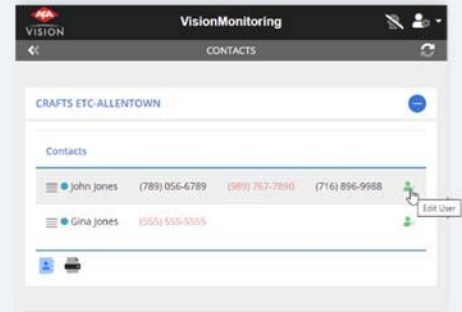 AFA
VISION
VisionMonitoring
CONTACTS
CRAFTS ETC-ALLENTOWN
Contacts
John Jones (789) 056-6789 (989) 767-7890 (716) 896-9988
Edit User
Gina Jones (555) 555-5555